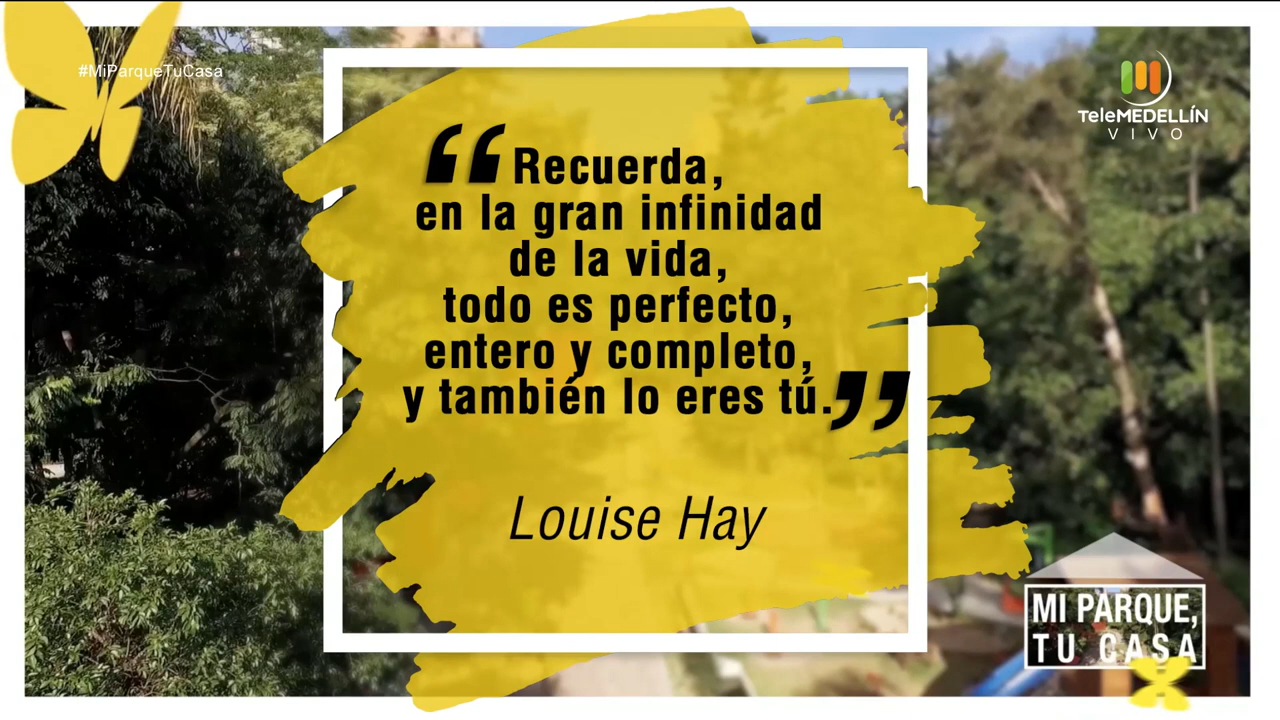 #MiParqueTuCasa
TeleMEDELLÍN
VIVO
“Recuerda,
en la gran infinidad
de la vida,
todo es perfecto,
entero y completo,
y también lo eres tú.”
Louise Hay
MI PARQUE,
TU CASA